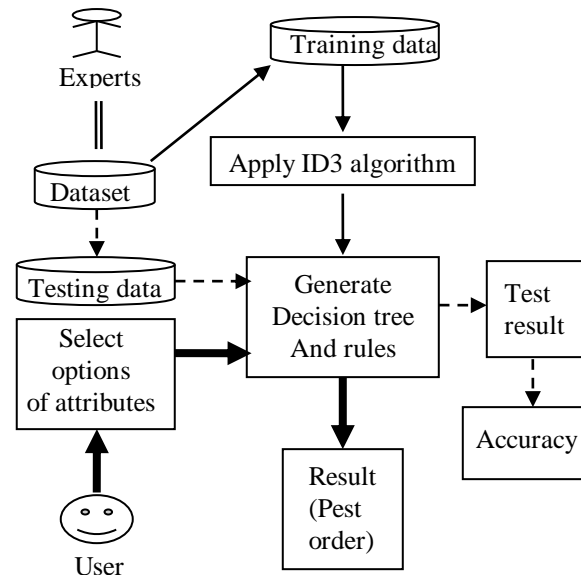 Training data
Experts
Apply ID3 algorithm
Dataset
Testing data
Generate
Decision tree
And rules
Test
result
Select
options
of attributes
Accuracy
Result
(Pest
order)
User